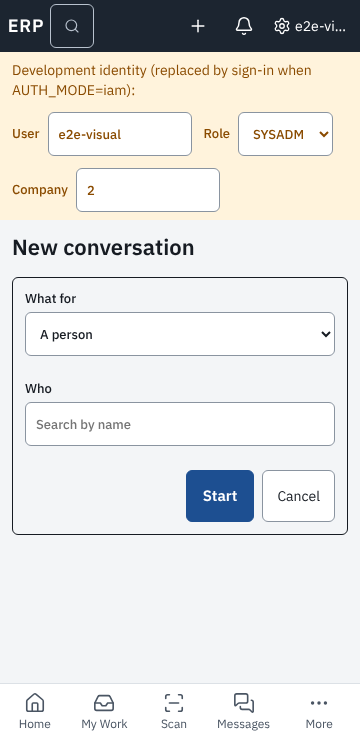 ERP
e2e-vi...
Development identity (replaced by sign-in when
AUTH_MODE=iam):
User e2e-visual Role SYSADM
Company 2
New conversation
What for
A person
Who
Search by name
Start Cancel
Home My Work Scan Messages More